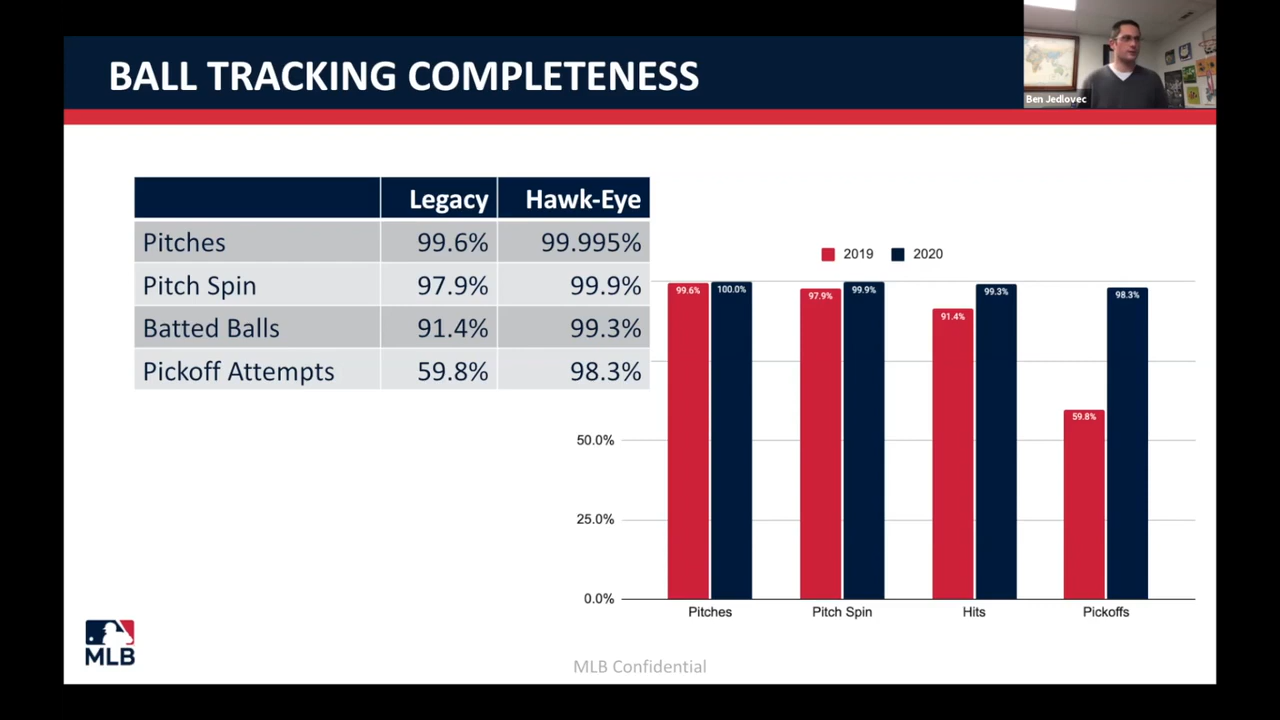 BALL TRACKING COMPLETENESS
Ben Jedlovec
Legacy Hawk-Eye
Pitches 99.6% 99.995%
Pitch Spin 97.9% 99.9%
Batted Balls 91.4% 99.3%
Pickoff Attempts 59.8% 98.3%
2019 2020
99.6% 100.0% 97.9% 99.9% 91.4% 99.3% 59.8% 98.3%
50.0%
25.0%
0.0%
Pitches Pitch Spin Hits Pickoffs
MLB
MLB Confidential